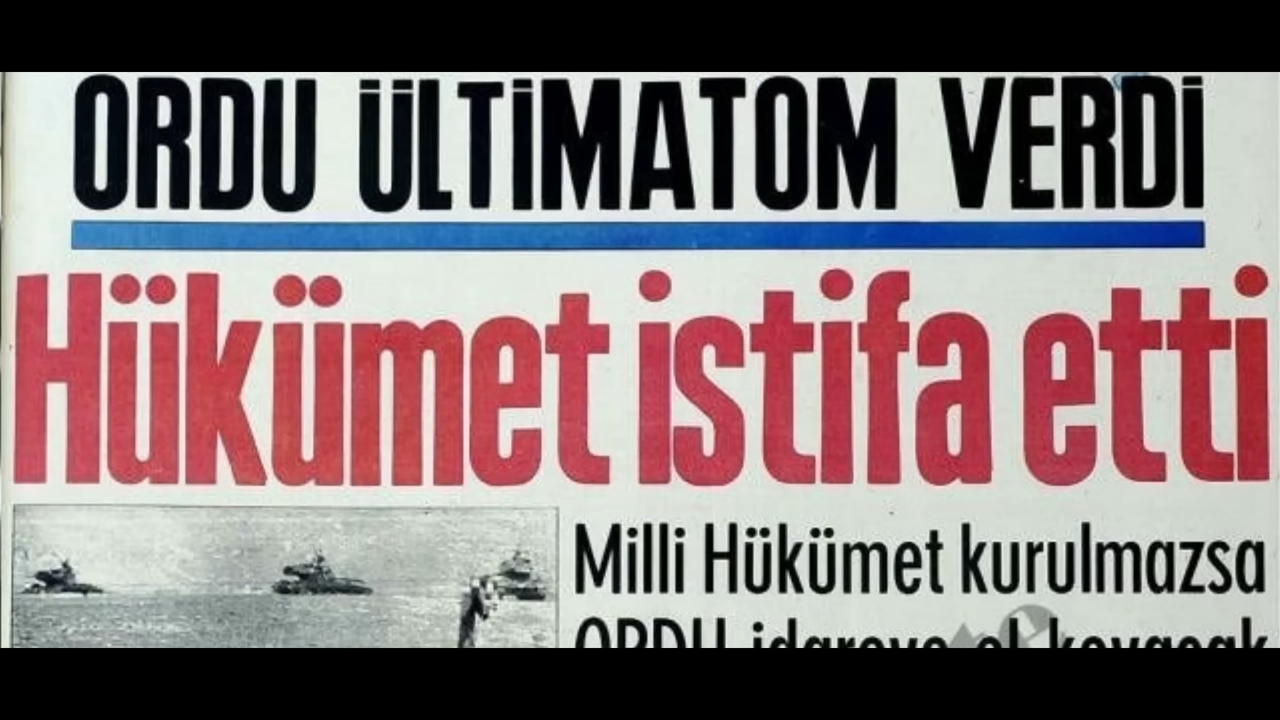 ORDU ÜLTİMATOM VERDİ
Hükümet istifa etti
Milli Hükümet kurulmazsa
ORDU idareye el koyacak